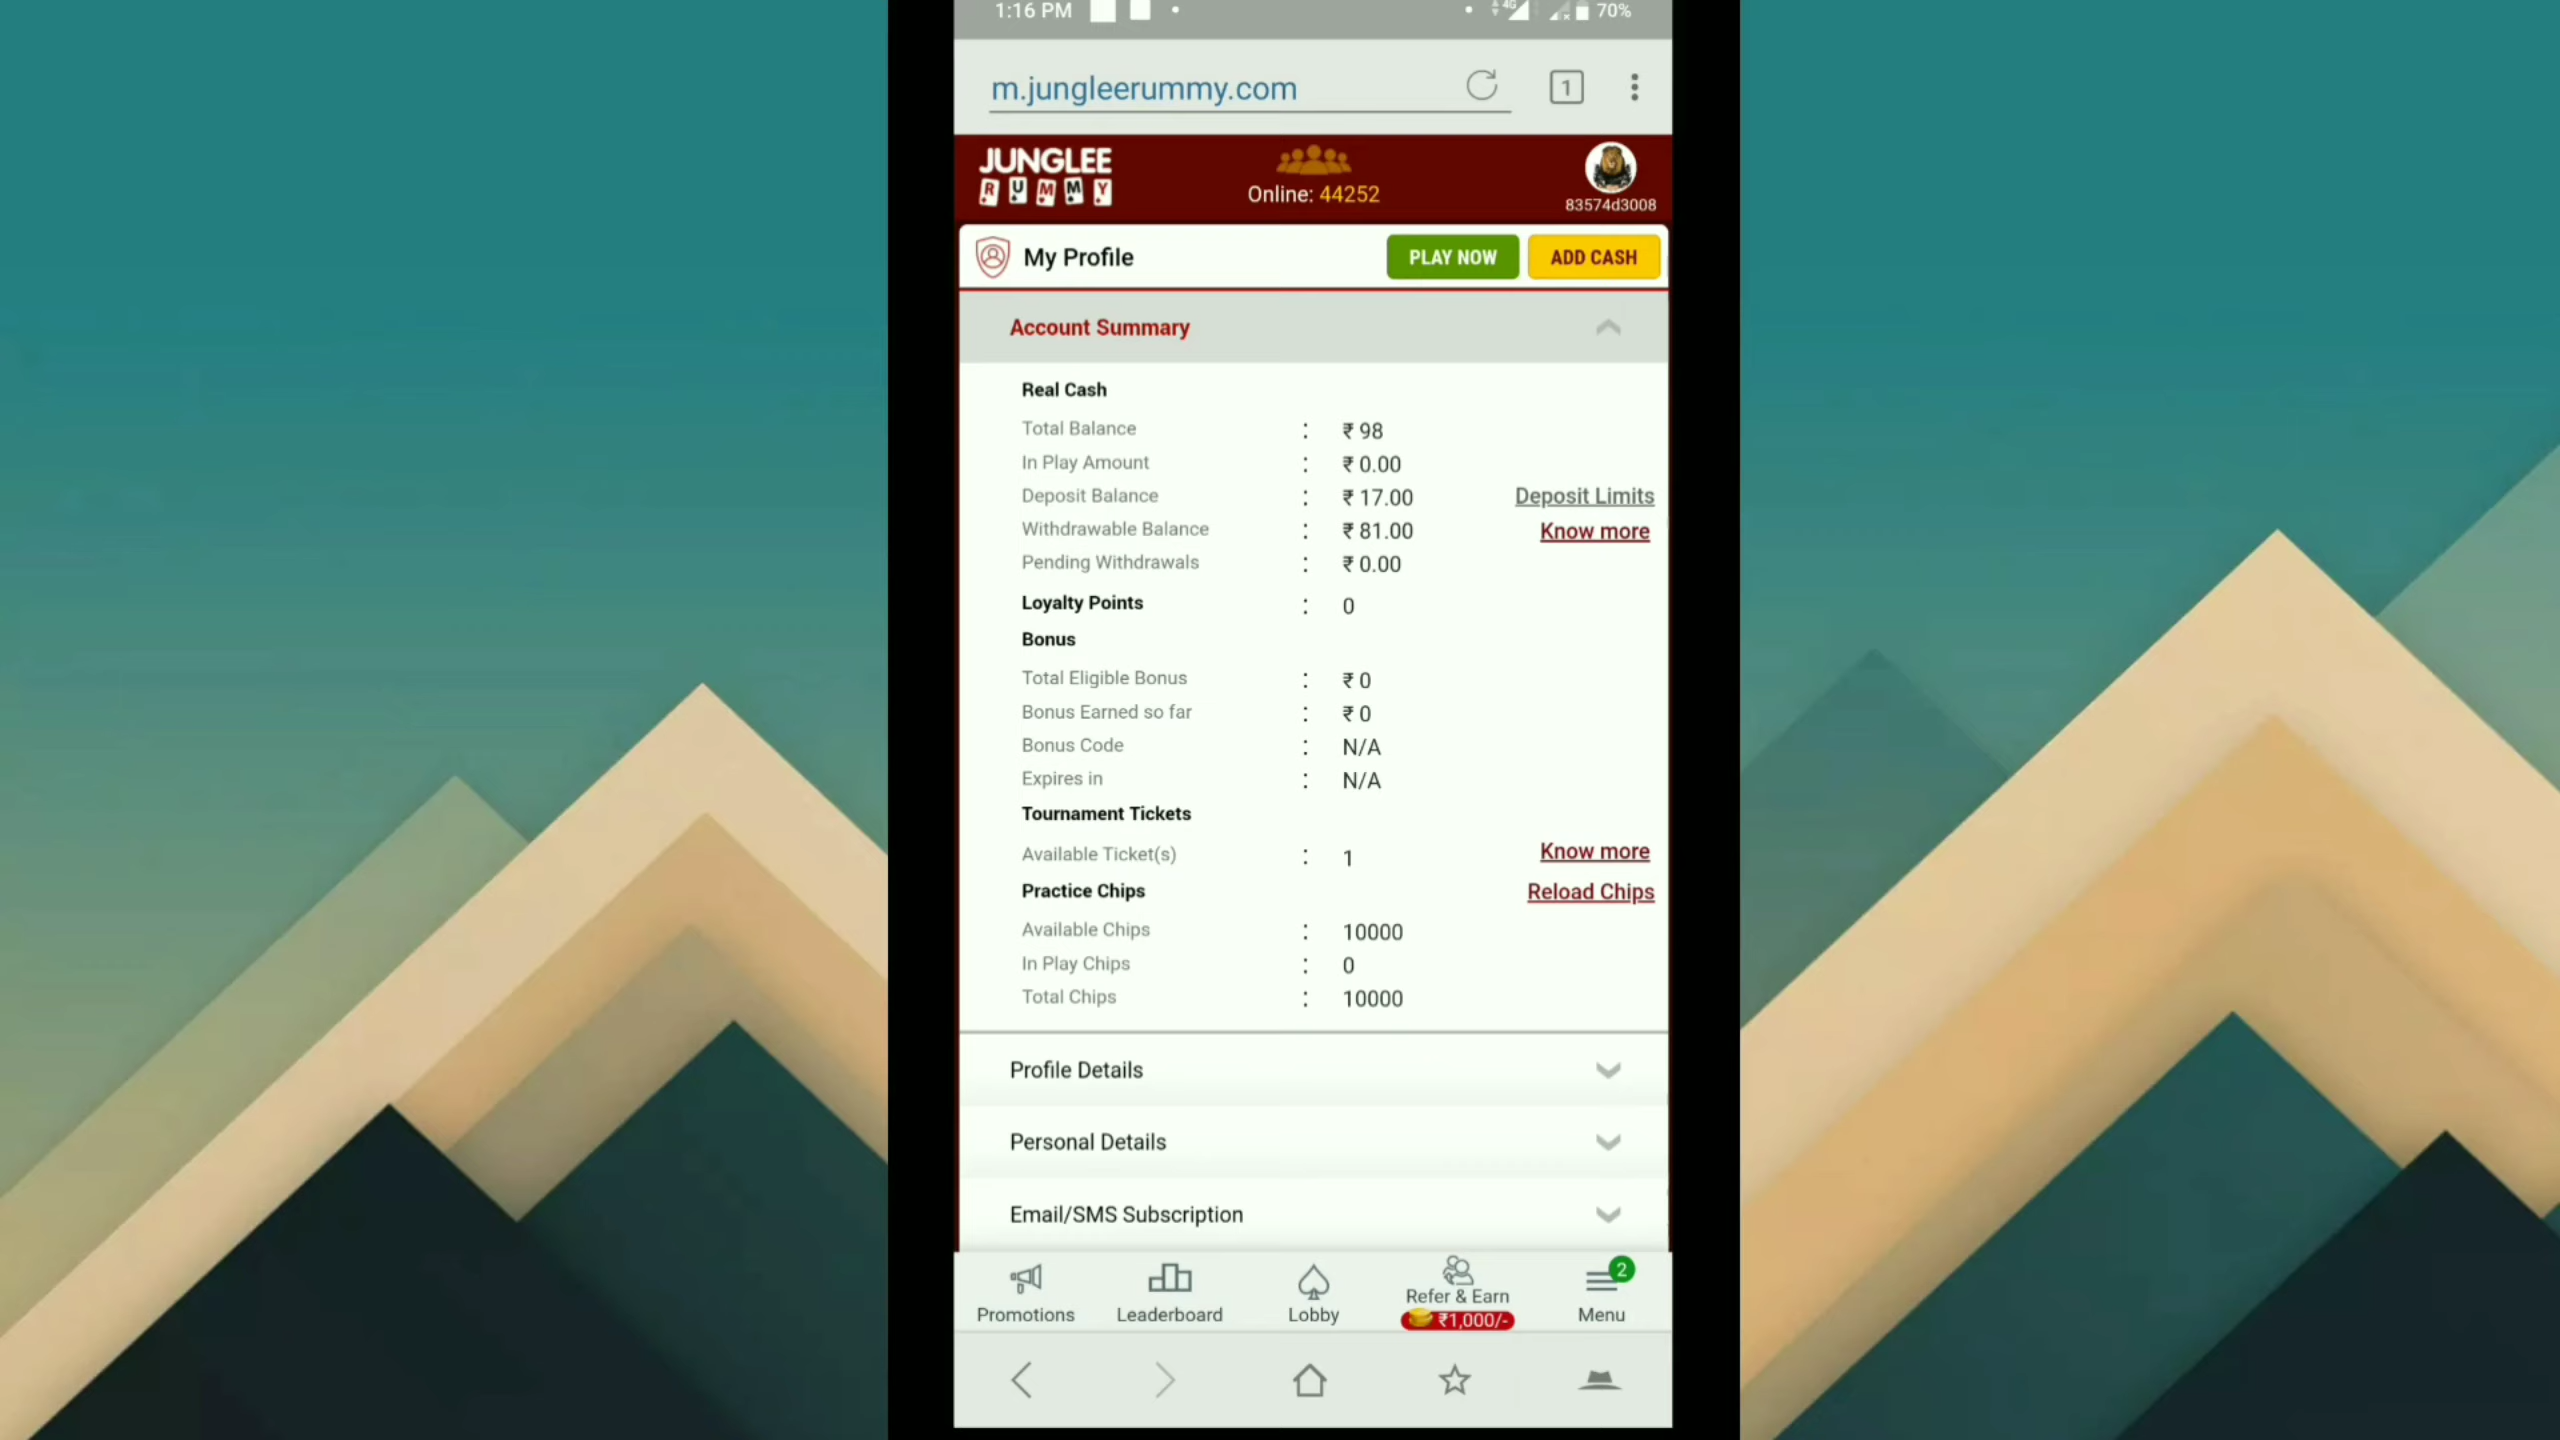 1:16 PM 4G 70%
m.jungleerummy.com 1
JUNGLEE
RUMMY
Online: 44252
83574d3008
My Profile PLAY NOW ADD CASH
Account Summary
Real Cash
Total Balance : ₹ 98
In Play Amount : ₹ 0.00
Deposit Balance : ₹ 17.00 Deposit Limits
Withdrawable Balance : ₹ 81.00 Know more
Pending Withdrawals : ₹ 0.00
Loyalty Points : 0
Bonus
Total Eligible Bonus : ₹ 0
Bonus Earned so far : ₹ 0
Bonus Code : N/A
Expires in : N/A
Tournament Tickets
Available Ticket(s) : 1 Know more
Practice Chips Reload Chips
Available Chips : 10000
In Play Chips : 0
Total Chips : 10000
Profile Details
Personal Details
Email/SMS Subscription
2
Promotions Leaderboard Lobby Refer & Earn Menu
₹1,000/-